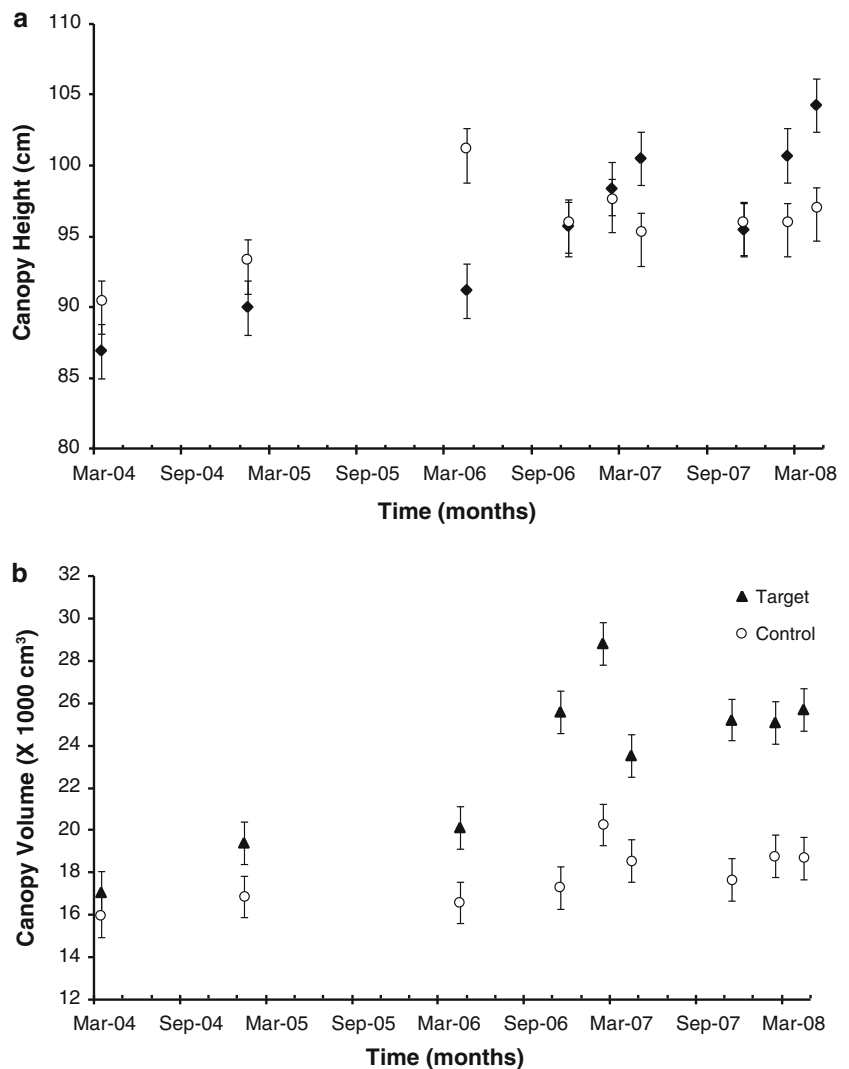 a
110
105
100
95
90
85
80
Canopy Height (cm)
Mar-04 Sep-04 Mar-05 Sep-05 Mar-06 Sep-06 Mar-07 Sep-07 Mar-08
Time (months)
b
32
30
28
26
24
22
20
18
16
14
12
Canopy Volume (X 1000 cm³)
Target
Control
Mar-04 Sep-04 Mar-05 Sep-05 Mar-06 Sep-06 Mar-07 Sep-07 Mar-08
Time (months)